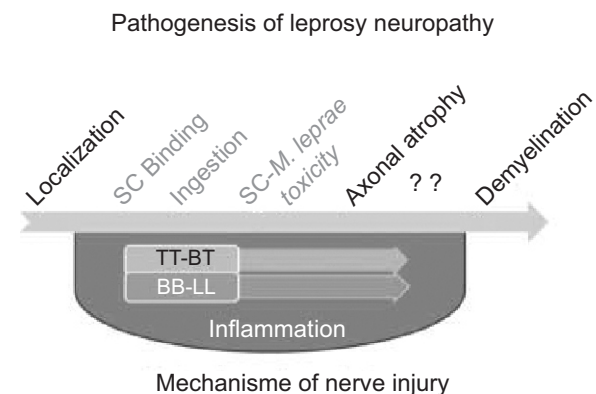 Pathogenesis of leprosy neuropathy
Localization
SC Binding
Ingestion
SC-M. leprae
toxicity
Axonal atrophy
? ?
Demyelination
TT-BT
BB-LL
Inflammation
Mechanisme of nerve injury